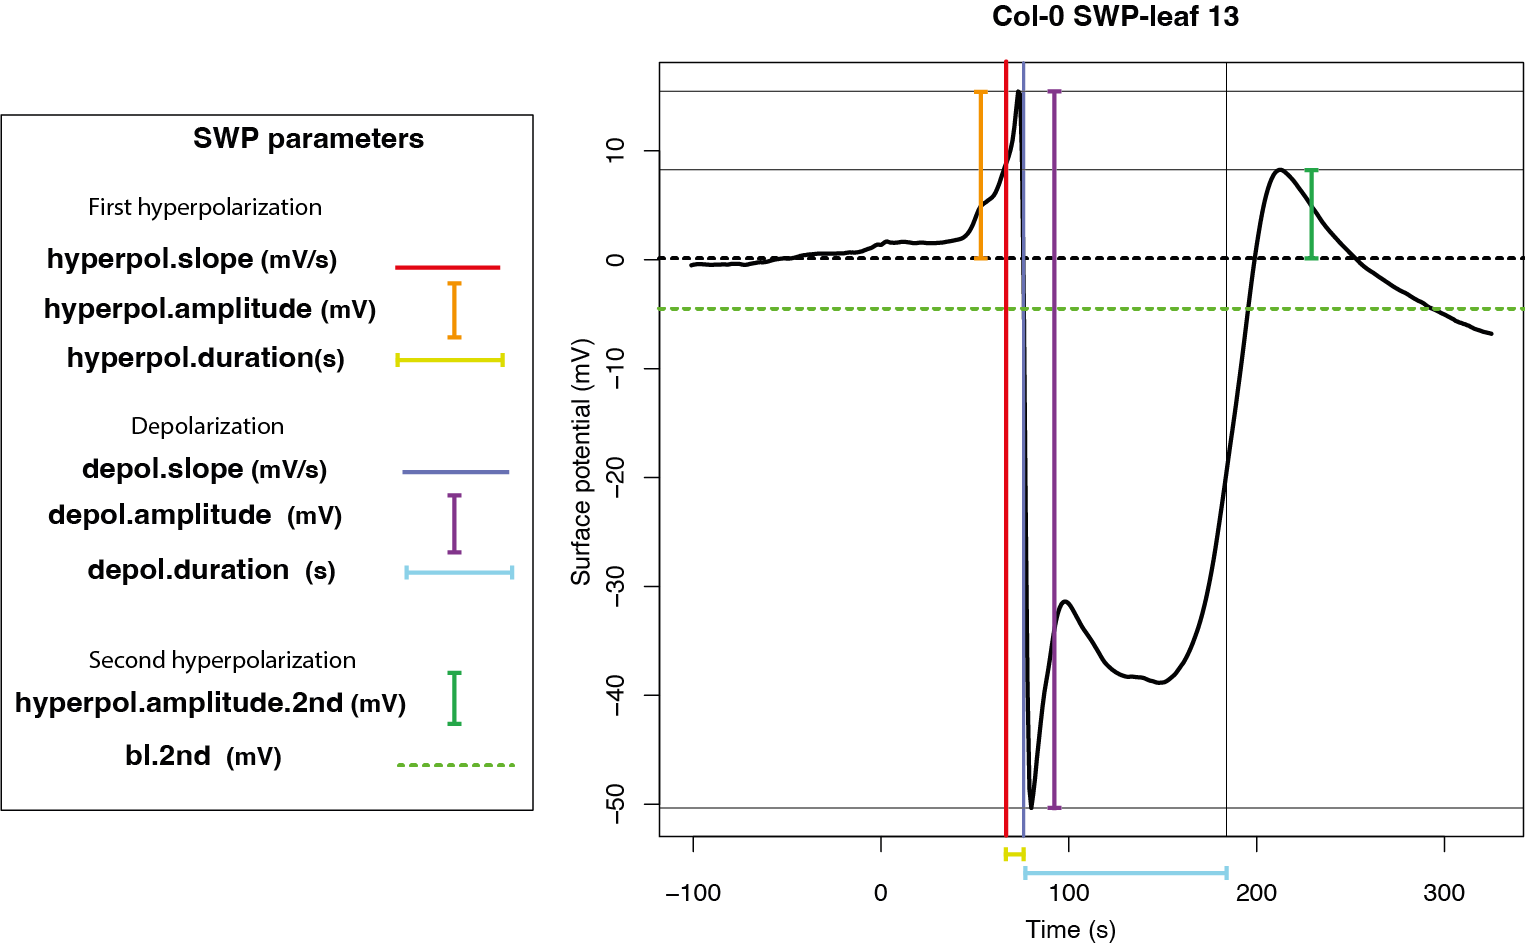 Col-0 SWP-leaf 13
SWP parameters
First hyperpolarization
hyperpol.slope (mV/s)
hyperpol.amplitude (mV)
hyperpol.duration(s)
Depolarization
depol.slope (mV/s)
depol.amplitude (mV)
depol.duration (s)
Second hyperpolarization
hyperpol.amplitude.2nd (mV)
bl.2nd (mV)
Surface potential (mV)
10
0
−10
−20
−30
−40
−50
−100 0 100 200 300
Time (s)